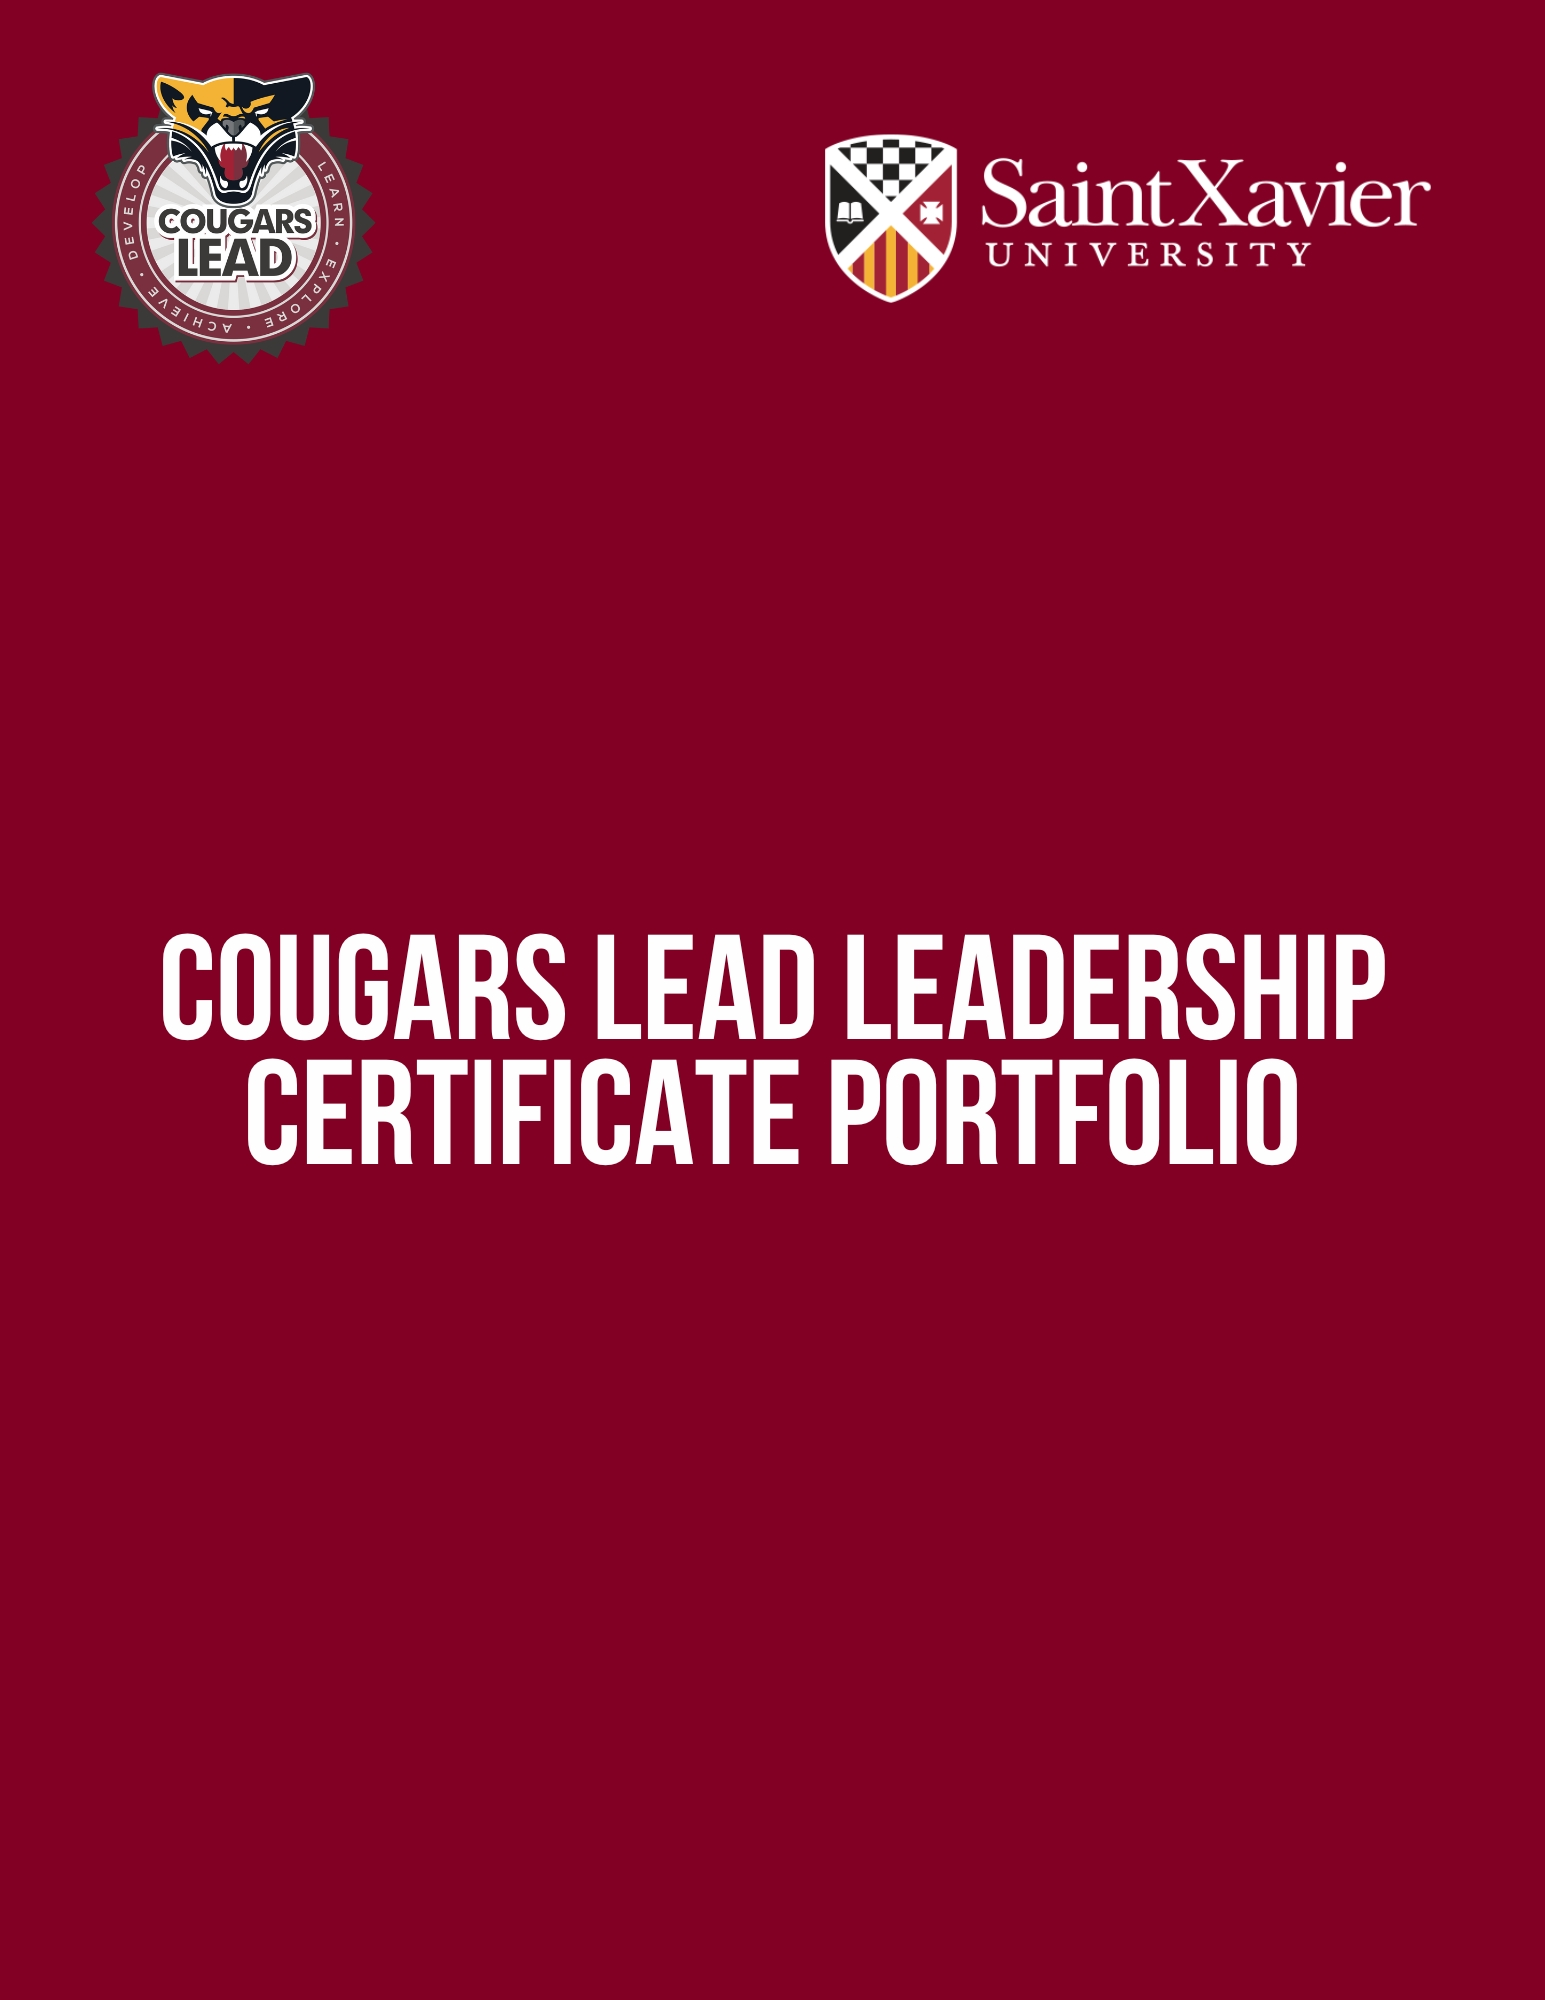 COUGARS
LEAD
DEVELOP • LEARN • EXPLORE • ACHIEVE •
Saint Xavier
UNIVERSITY
COUGARS LEAD LEADERSHIP
CERTIFICATE PORTFOLIO